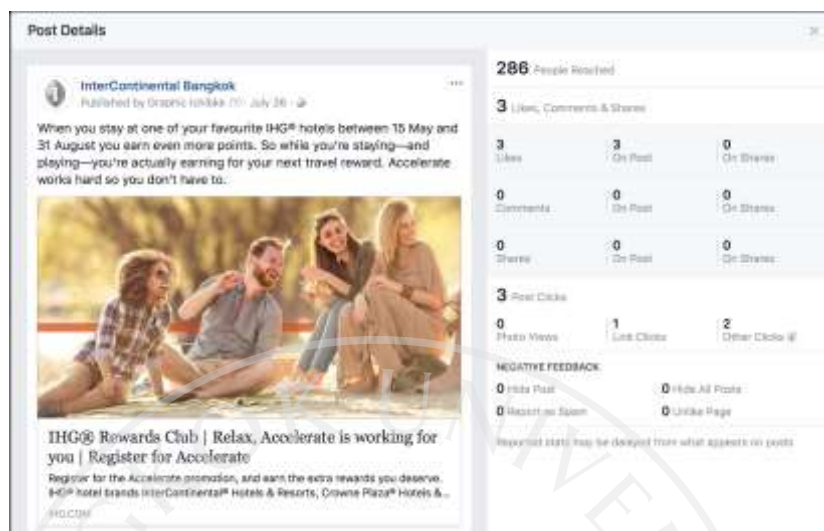 Post Details
InterContinental Bangkok
Published by Graphic · July 26 ·
When you stay at one of your favourite IHG® hotels between 15 May and
31 August you earn even more points. So while you're staying—and
playing—you're actually earning for your next travel reward. Accelerate
works hard so you don't have to.
IHG® Rewards Club | Relax, Accelerate is working for
you | Register for Accelerate
Register for the Accelerate promotion, and earn the extra rewards you deserve.
IHG® hotel brands InterContinental® Hotels & Resorts, Crowne Plaza® Hotels &...
IHG.COM
286 People Reached
3 Likes, Comments & Shares
3 3 0
Likes On Post On Shares
0 0 0
Comments On Post On Shares
0 0 0
Shares On Post On Shares
3 Post Clicks
0 1 2
Photo Views Link Clicks Other Clicks
NEGATIVE FEEDBACK
0 Hide Post 0 Hide All Posts
0 Report as Spam 0 Unlike Page
Reported stats may be delayed from what appears on posts